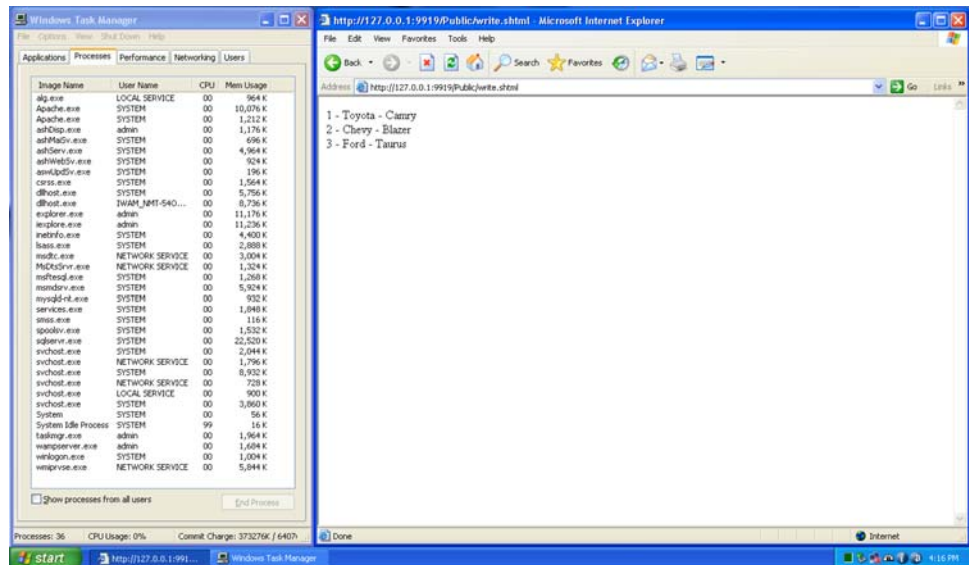 Windows Task Manager
File Options View Shut Down Help
Applications Processes Performance Networking Users
Image Name User Name CPU Mem Usage
alg.exe LOCAL SERVICE 00 964 K
Apache.exe SYSTEM 00 10,076 K
Apache.exe SYSTEM 00 1,212 K
ashDisp.exe admin 00 1,176 K
ashMaiSv.exe SYSTEM 00 696 K
ashServ.exe SYSTEM 00 4,964 K
ashWebSv.exe SYSTEM 00 924 K
aswUpdSv.exe SYSTEM 00 196 K
csrss.exe SYSTEM 00 1,564 K
dllhost.exe SYSTEM 00 5,756 K
dllhost.exe IWAM_NMT-540... 00 8,736 K
explorer.exe admin 00 11,176 K
iexplore.exe admin 00 11,236 K
inetinfo.exe SYSTEM 00 4,400 K
lsass.exe SYSTEM 00 2,888 K
msdtc.exe NETWORK SERVICE 00 3,004 K
MsDtsSrvr.exe NETWORK SERVICE 00 1,324 K
msftesql.exe SYSTEM 00 1,268 K
msmdsrv.exe SYSTEM 00 5,924 K
mysqld-nt.exe SYSTEM 00 932 K
services.exe SYSTEM 00 1,848 K
smss.exe SYSTEM 00 116 K
spoolsv.exe SYSTEM 00 1,532 K
sqlservr.exe SYSTEM 00 22,520 K
svchost.exe SYSTEM 00 2,044 K
svchost.exe NETWORK SERVICE 00 1,796 K
svchost.exe SYSTEM 00 8,932 K
svchost.exe NETWORK SERVICE 00 728 K
svchost.exe LOCAL SERVICE 00 900 K
svchost.exe SYSTEM 00 3,860 K
System SYSTEM 00 56 K
System Idle Process SYSTEM 99 16 K
taskmgr.exe admin 00 1,964 K
wampserver.exe admin 00 1,684 K
winlogon.exe SYSTEM 00 1,004 K
wmiprvse.exe NETWORK SERVICE 00 5,844 K
Show processes from all users End Process
Processes: 36 CPU Usage: 0% Commit Charge: 373276K / 6407
http://127.0.0.1:9919/Public/write.shtml - Microsoft Internet Explorer
File Edit View Favorites Tools Help
Back Search Favorites
Address http://127.0.0.1:9919/Public/write.shtml Go Links »
1 - Toyota - Camry
2 - Chevy - Blazer
3 - Ford - Taurus
Done Internet
start http://127.0.0.1:991... Windows Task Manager 4:16 PM